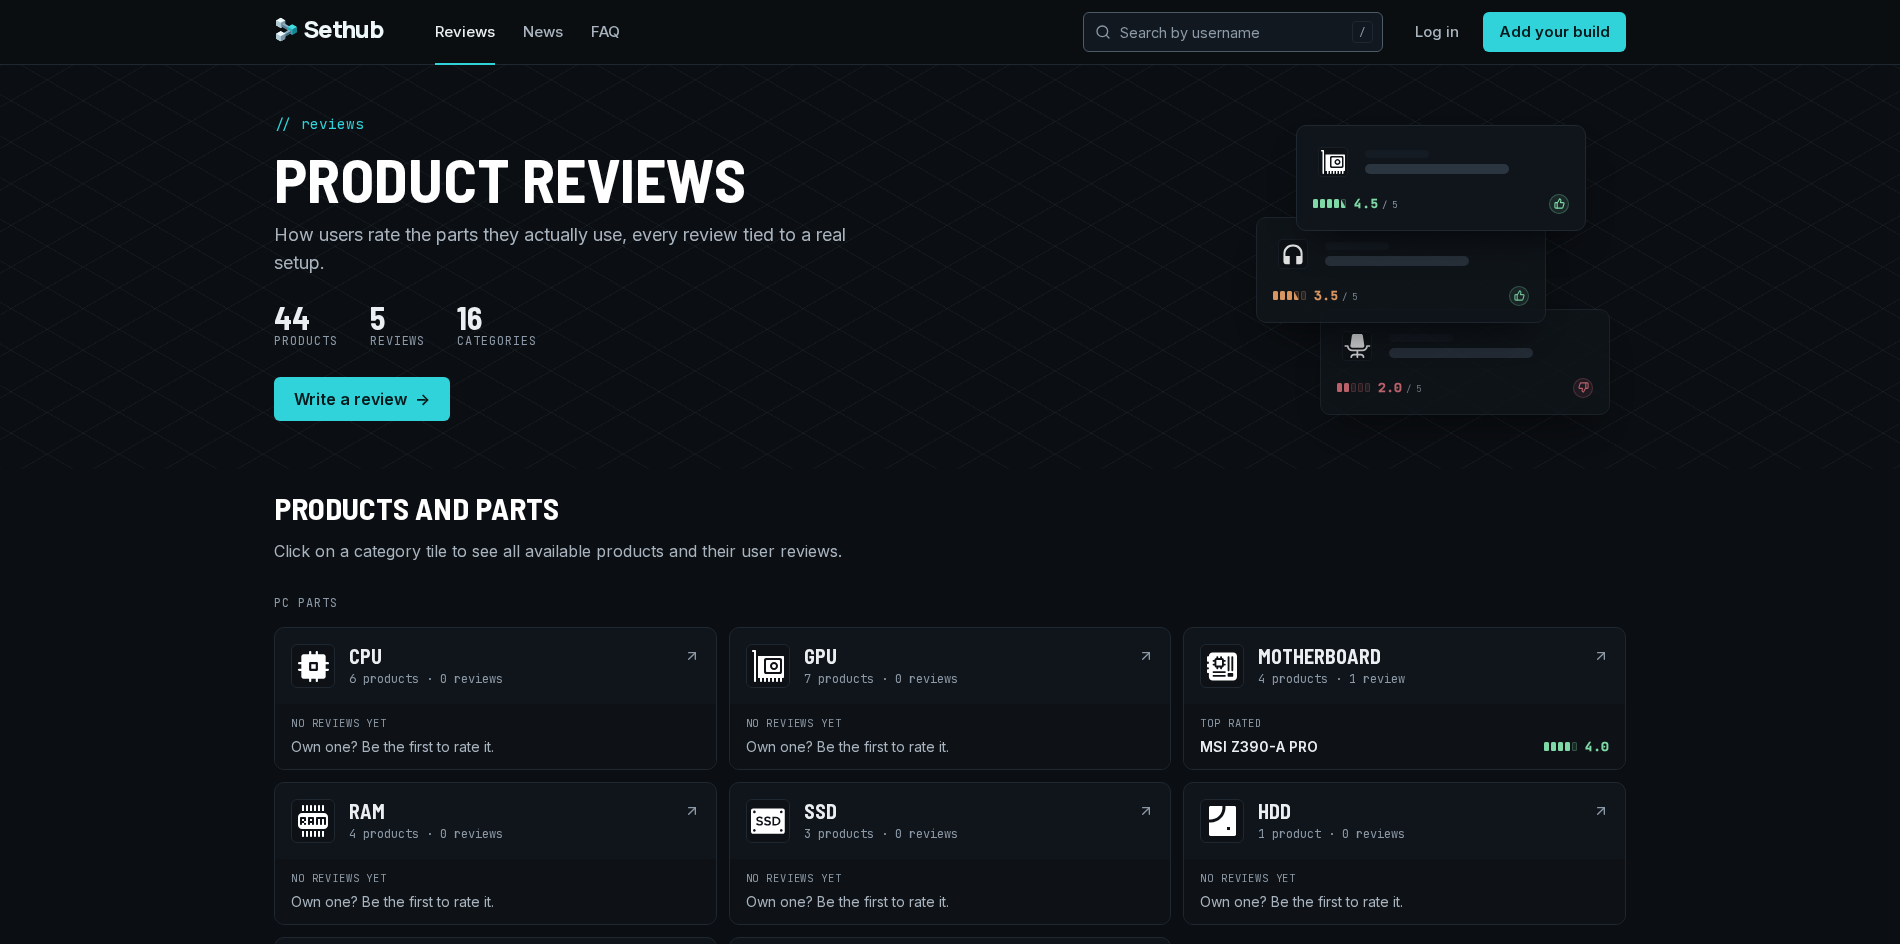 Sethub
Reviews
News
FAQ
Search by username
/
Log in
Add your build
// reviews
PRODUCT REVIEWS
How users rate the parts they actually use, every review tied to a real
setup.
44
PRODUCTS
5
REVIEWS
16
CATEGORIES
Write a review →
4.5 / 5
3.5 / 5
2.0 / 5
PRODUCTS AND PARTS
Click on a category tile to see all available products and their user reviews.
PC PARTS
CPU
6 products · 0 reviews
NO REVIEWS YET
Own one? Be the first to rate it.
GPU
7 products · 0 reviews
NO REVIEWS YET
Own one? Be the first to rate it.
MOTHERBOARD
4 products · 1 review
TOP RATED
MSI Z390-A PRO
4.0
RAM
RAM
4 products · 0 reviews
NO REVIEWS YET
Own one? Be the first to rate it.
SSD
SSD
3 products · 0 reviews
NO REVIEWS YET
Own one? Be the first to rate it.
HDD
1 product · 0 reviews
NO REVIEWS YET
Own one? Be the first to rate it.